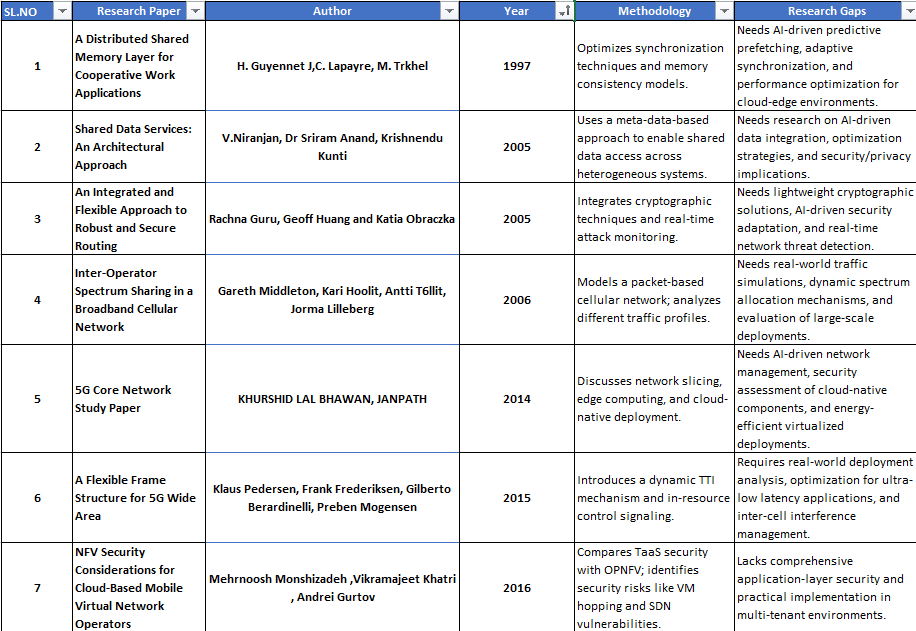 SL.NO Research Paper Author Year Methodology Research Gaps
1
A Distributed Shared
Memory Layer for
Cooperative Work
Applications
H. Guyennet J,C. Lapayre, M. Trkhel
1997
Optimizes synchronization
techniques and memory
consistency models.
Needs AI-driven predictive
prefetching, adaptive
synchronization, and
performance optimization for
cloud-edge environments.
2
Shared Data Services:
An Architectural
Approach
V.Niranjan, Dr Sriram Anand, Krishnendu
Kunti
2005
Uses a meta-data-based
approach to enable shared
data access across
heterogeneous systems.
Needs research on AI-driven
data integration, optimization
strategies, and security/privacy
implications.
3
An Integrated and
Flexible Approach to
Robust and Secure
Routing
Rachna Guru, Geoff Huang and Katia Obraczka
2005
Integrates cryptographic
techniques and real-time
attack monitoring.
Needs lightweight cryptographic
solutions, AI-driven security
adaptation, and real-time
network threat detection.
4
Inter-Operator
Spectrum Sharing in a
Broadband Cellular
Network
Gareth Middleton, Kari Hoolit, Antti T6llit,
Jorma Lilleberg
2006
Models a packet-based
cellular network; analyzes
different traffic profiles.
Needs real-world traffic
simulations, dynamic spectrum
allocation mechanisms, and
evaluation of large-scale
deployments.
5
5G Core Network
Study Paper
KHURSHID LAL BHAWAN, JANPATH
2014
Discusses network slicing,
edge computing, and cloud-
native deployment.
Needs AI-driven network
management, security
assessment of cloud-native
components, and energy-
efficient virtualized
deployments.
6
A Flexible Frame
Structure for 5G Wide
Area
Klaus Pedersen, Frank Frederiksen, Gilberto
Berardinelli, Preben Mogensen
2015
Introduces a dynamic TTI
mechanism and in-resource
control signaling.
Requires real-world deployment
analysis, optimization for ultra-
low latency applications, and
inter-cell interference
management.
7
NFV Security
Considerations for
Cloud-Based Mobile
Virtual Network
Operators
Mehrnoosh Monshizadeh ,Vikramajeet Khatri
, Andrei Gurtov
2016
Compares TaaS security
with OPNFV; identifies
security risks like VM
hopping and SDN
vulnerabilities.
Lacks comprehensive
application-layer security and
practical implementation in
multi-tenant environments.